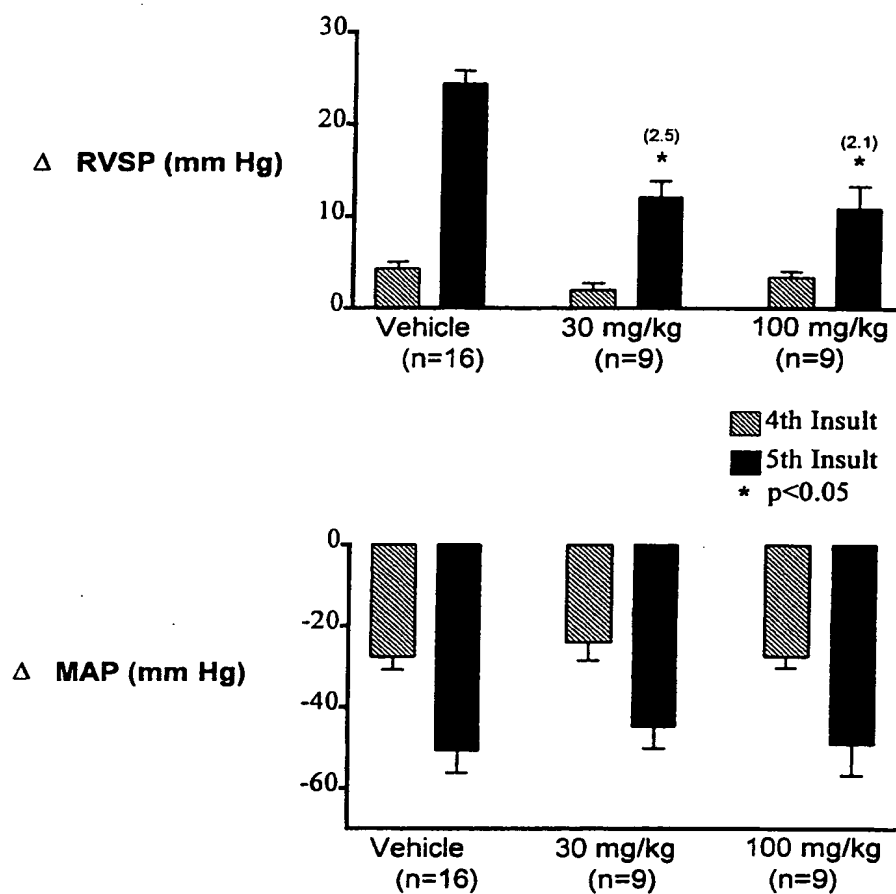 30
20
10
0
Δ RVSP (mm Hg)
(2.5)
*
(2.1)
*
Vehicle 30 mg/kg 100 mg/kg
(n=16) (n=9) (n=9)
4th Insult
5th Insult
* p<0.05
0
-20
-40
-60
Δ MAP (mm Hg)
Vehicle 30 mg/kg 100 mg/kg
(n=16) (n=9) (n=9)